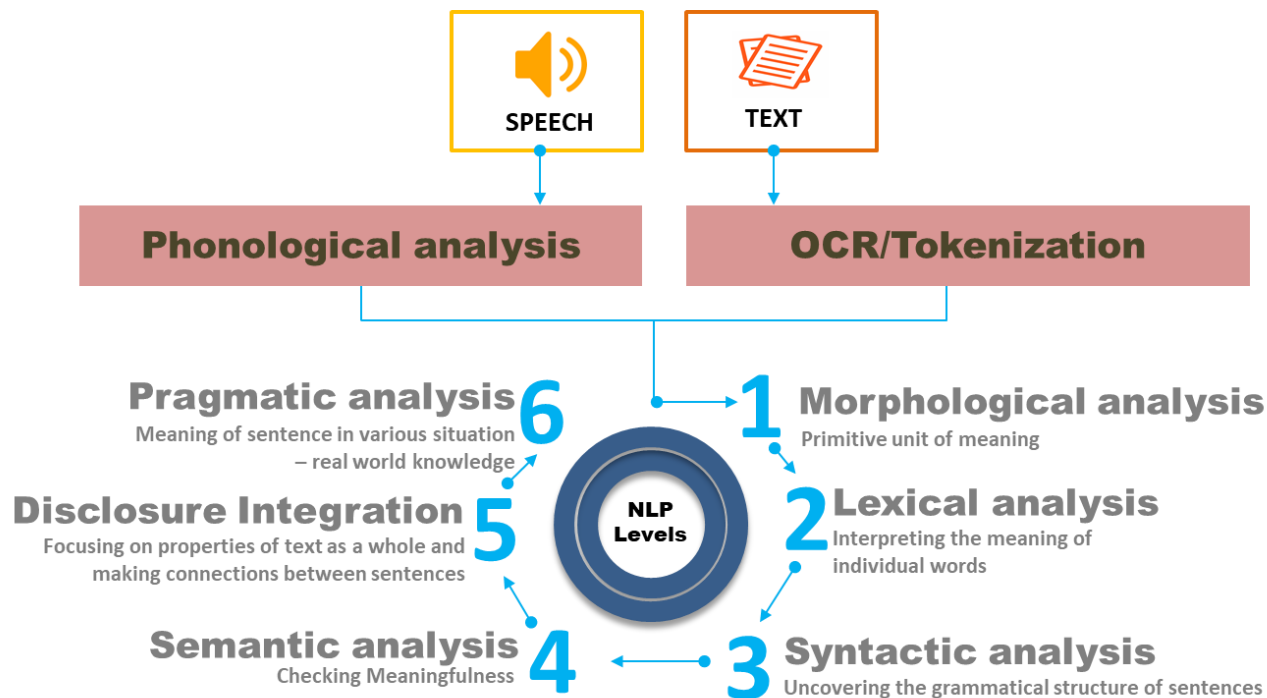 SPEECH
TEXT
Phonological analysis
OCR/Tokenization
1
Morphological analysis
Primitive unit of meaning
2
Lexical analysis
Interpreting the meaning of
individual words
3
Syntactic analysis
Uncovering the grammatical structure of sentences
4
Semantic analysis
Checking Meaningfulness
5
Disclosure Integration
Focusing on properties of text as a whole and
making connections between sentences
6
Pragmatic analysis
Meaning of sentence in various situation
– real world knowledge
NLP
Levels